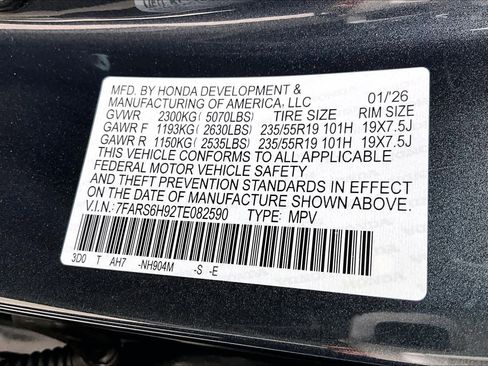 MFD. BY HONDA DEVELOPMENT &
MANUFACTURING OF AMERICA, LLC 01/'26
GVWR 2300KG( 5070LBS) TIRE SIZE RIM SIZE
GAWR F 1193KG( 2630LBS) 235/55R19 101H 19X7.5J
GAWR R 1150KG( 2535LBS) 235/55R19 101H 19X7.5J
THIS VEHICLE CONFORMS TO ALL APPLICABLE
FEDERAL MOTOR VEHICLE SAFETY
AND THEFT PREVENTION STANDARDS IN EFFECT
ON THE DATE OF MANUFACTURE SHOWN ABOVE.
V.I.N.:7FARS6H92TE082590 TYPE: MPV
3D0 T AH7 -NH904M -S -E